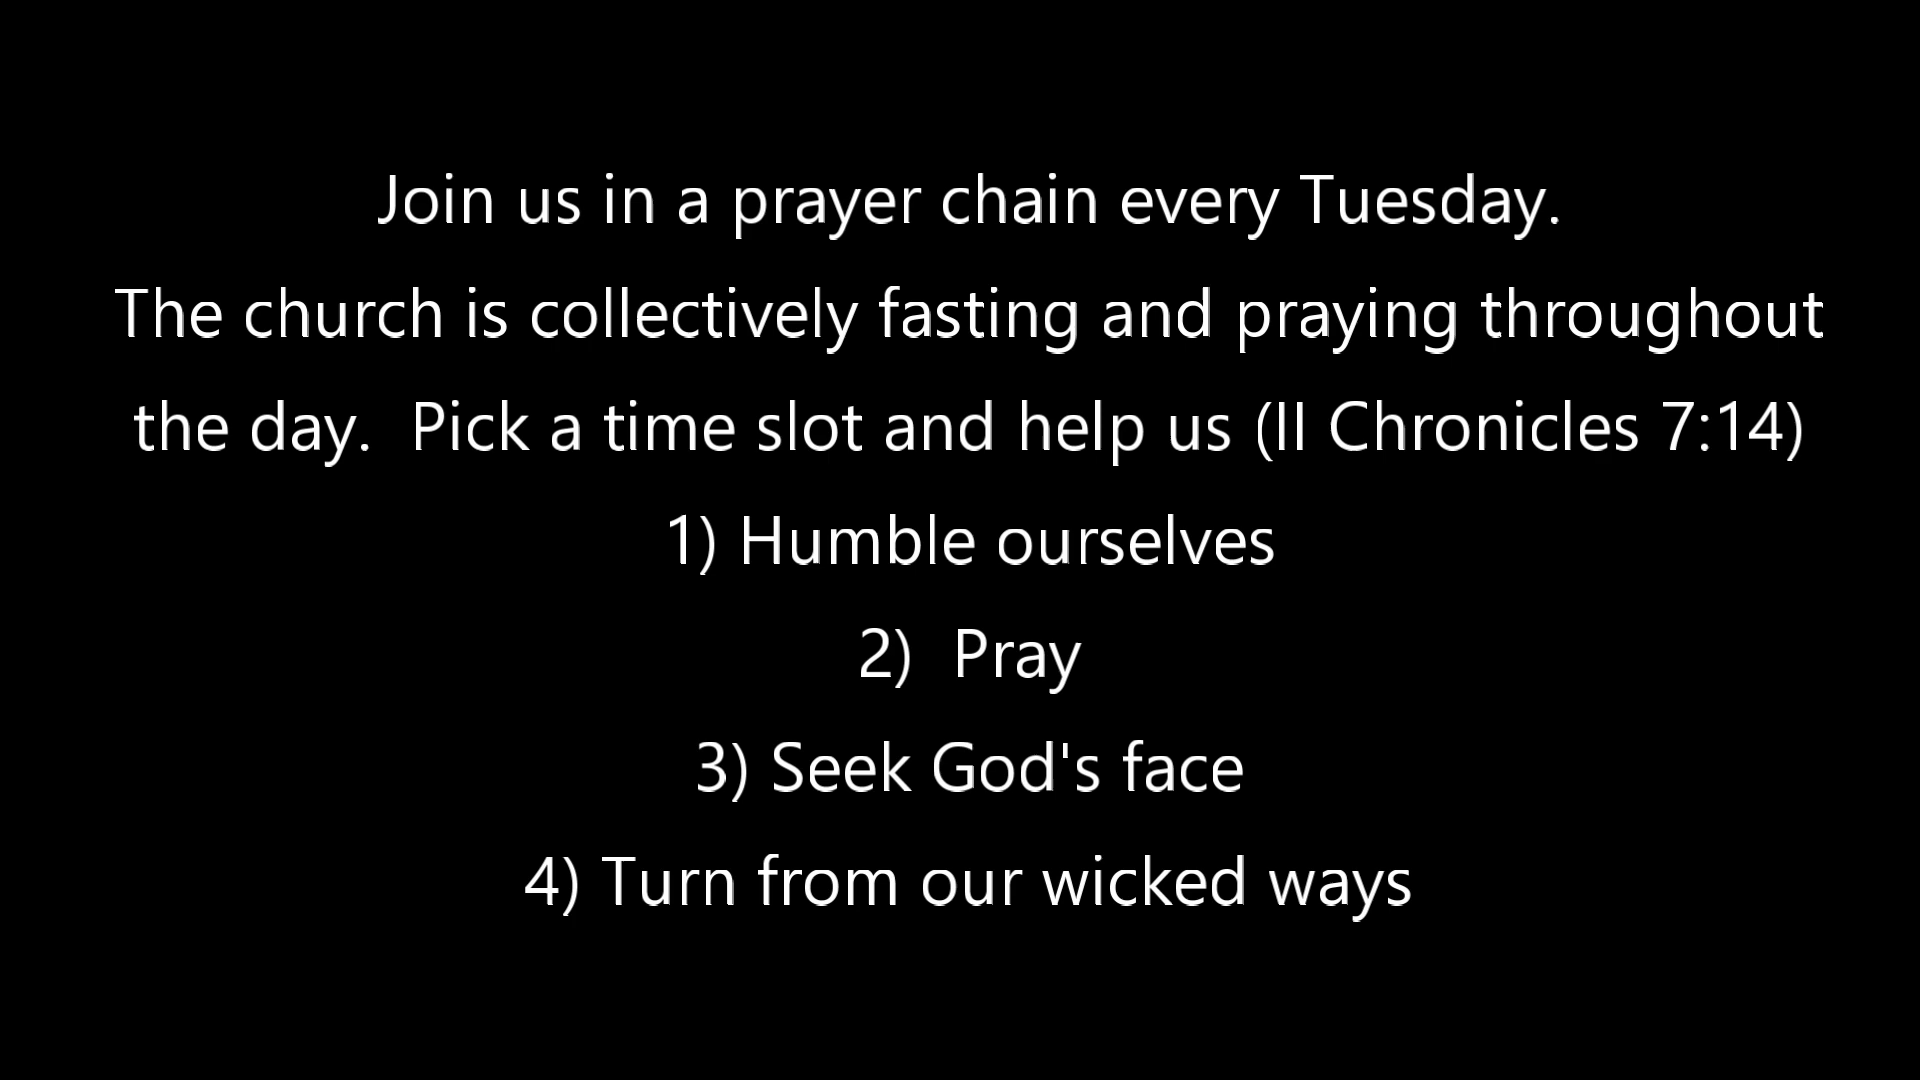 Join us in a prayer chain every Tuesday.
The church is collectively fasting and praying throughout
the day.  Pick a time slot and help us (II Chronicles 7:14)
1) Humble ourselves
2)  Pray
3) Seek God's face
4) Turn from our wicked ways